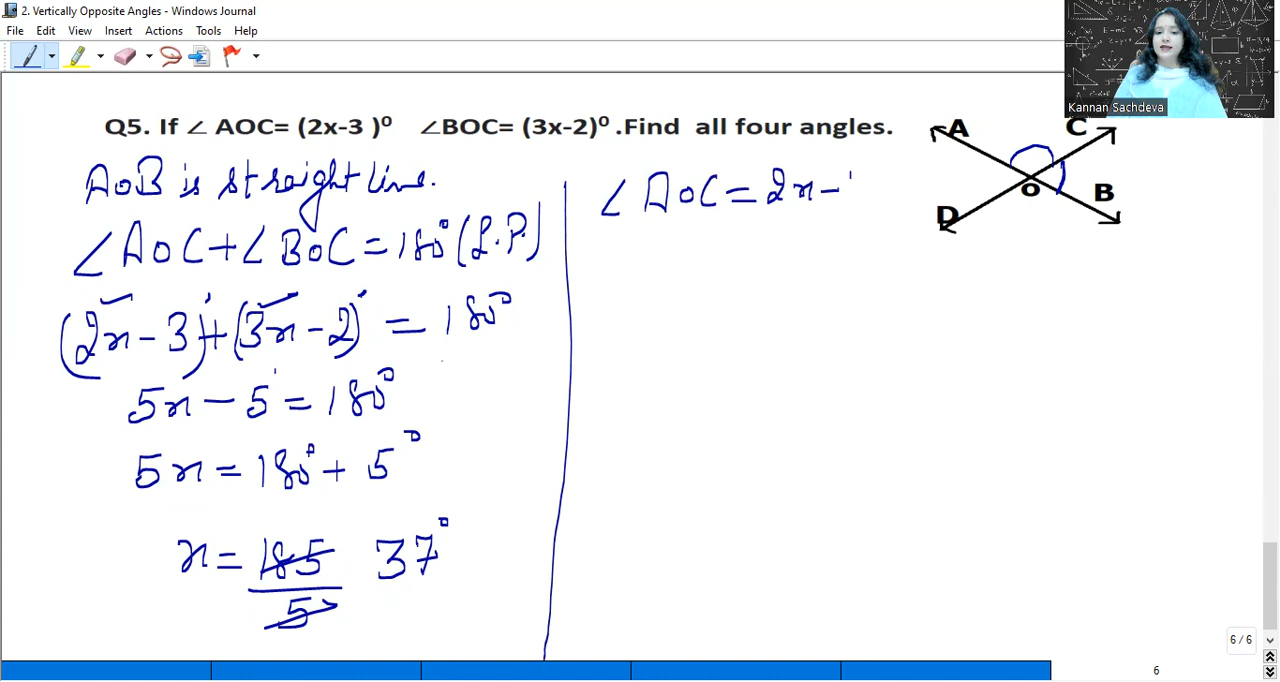 2. Vertically Opposite Angles - Windows Journal
File Edit View Insert Actions Tools Help
Kannan Sachdeva
Q5. If ∠ AOC= (2x-3 )⁰ ∠BOC= (3x-2)⁰ .Find all four angles.
A C
O B
D
AOB is straight line.
∠AOC+∠BOC=180° (L.P.)
(2x-3)°+(3x-2)° = 180°
5x-5°=180°
5x=180°+5°
x=185/5 37°
∠AOC=2x-
6 / 6
6